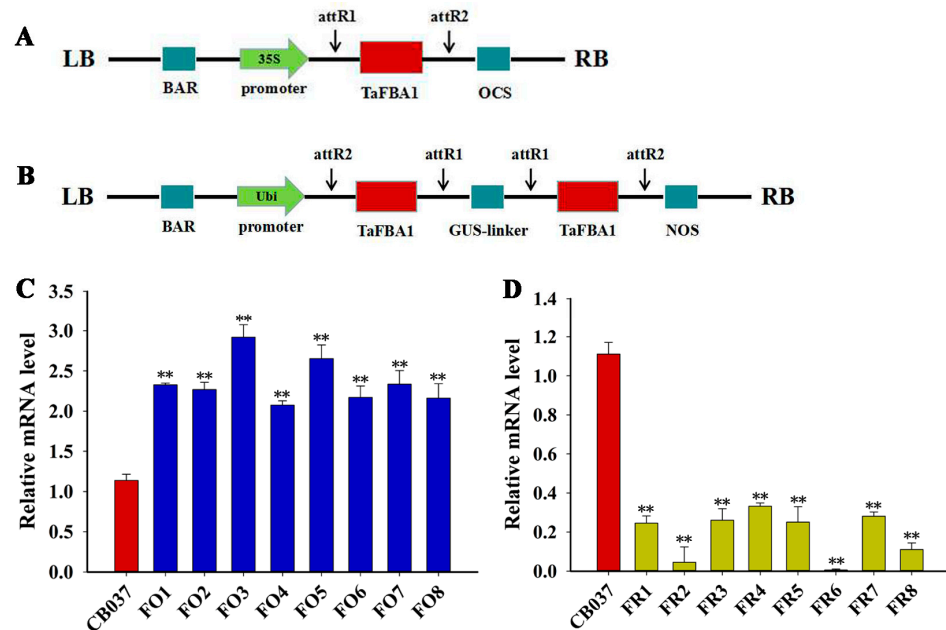 A
attR1
attR2
LB
35S
RB
BAR
promoter
TaFBA1
OCS
B
attR2
attR1
attR1
attR2
LB
Ubi
RB
BAR
promoter
TaFBA1
GUS-linker
TaFBA1
NOS
C
Relative mRNA level
3.5
3.0
2.5
2.0
1.5
1.0
0.5
0.0
**
**
**
**
**
**
**
**
CB037
FO1
FO2
FO3
FO4
FO5
FO6
FO7
FO8
D
Relative mRNA level
1.4
1.2
1.0
0.8
0.6
0.4
0.2
0.0
**
**
**
**
**
**
**
**
CB037
FR1
FR2
FR3
FR4
FR5
FR6
FR7
FR8